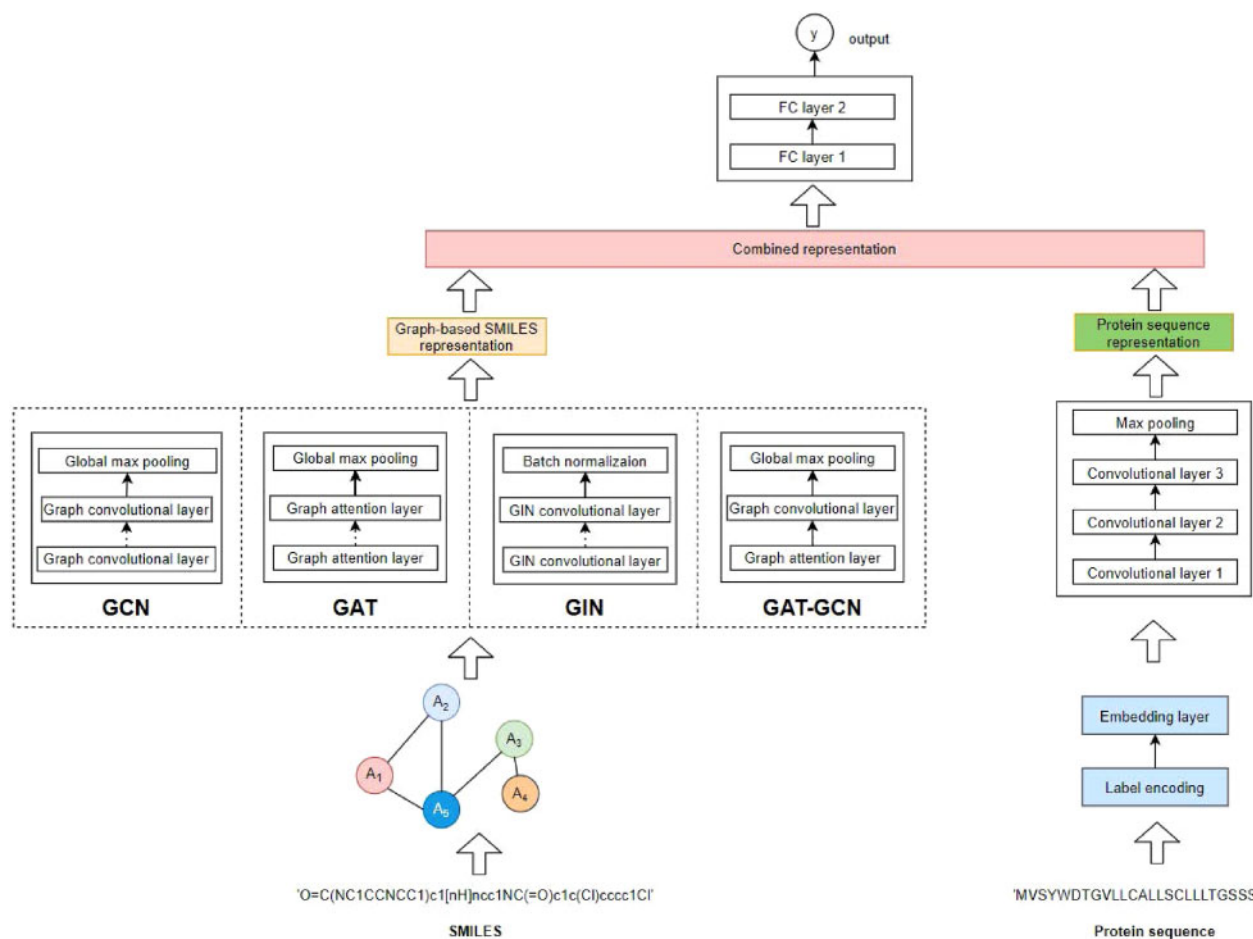 y
output
FC layer 2
FC layer 1
Combined representation
Graph-based SMILES
representation
Protein sequence
representation
Global max pooling
Graph convolutional layer
Graph convolutional layer
GCN
Global max pooling
Graph attention layer
Graph attention layer
GAT
Batch normalizaion
GIN convolutional layer
GIN convolutional layer
GIN
Global max pooling
Graph convolutional layer
Graph attention layer
GAT-GCN
Max pooling
Convolutional layer 3
Convolutional layer 2
Convolutional layer 1
A2
A3
A1
A4
A5
Embedding layer
Label encoding
'O=C(NC1CCNCC1)c1[nH]ncc1NC(=O)c1c(Cl)cccc1Cl'
SMILES
'MVSYWDTGVLLCALLSCLLLTGSSS
Protein sequence